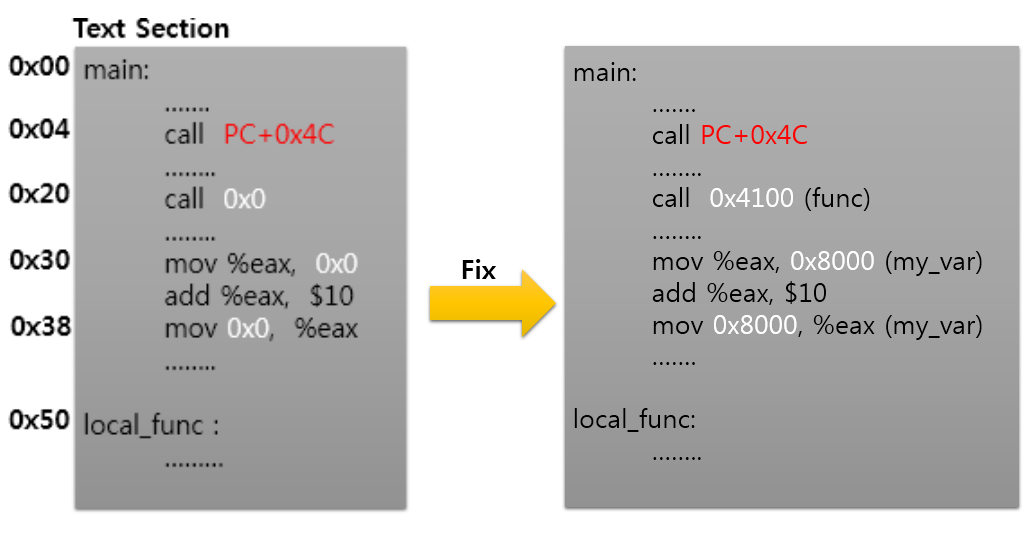 Text Section
0x00 main:
.......
0x04 call PC+0x4C
........
0x20 call 0x0
........
0x30 mov %eax, 0x0
add %eax, $10
0x38 mov 0x0, %eax
........
0x50 local_func :
.........
Fix
main:
.......
call PC+0x4C
........
call 0x4100 (func)
........
mov %eax, 0x8000 (my_var)
add %eax, $10
mov 0x8000, %eax (my_var)
.......
local_func:
........